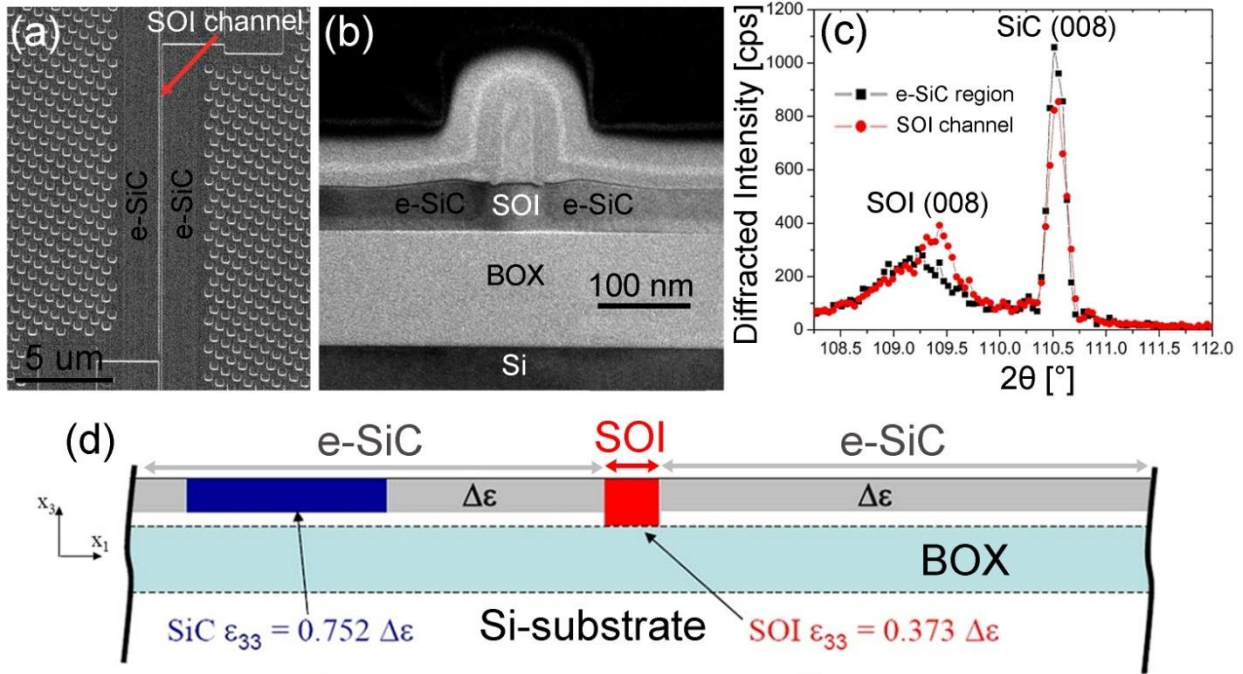 (a)
SOI channel
e-SiC
e-SiC
5 um
(b)
e-SiC
SOI
e-SiC
BOX
100 nm
Si
(c)
SiC (008)
e-SiC region
SOI channel
SOI (008)
Diffracted Intensity [cps]
1200
1000
800
600
400
200
0
108.5 109.0 109.5 110.0 110.5 111.0 111.5 112.0
2θ [°]
(d)
e-SiC
SOI
e-SiC
Δε
Δε
x3
x1
BOX
SiC ε33 = 0.752 Δε
Si-substrate
SOI ε33 = 0.373 Δε